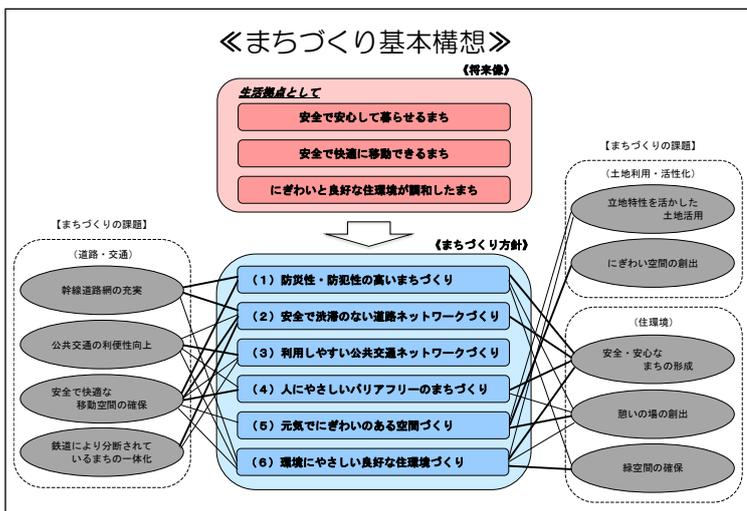 ≪まちづくり基本構想≫
《将来像》
生活拠点として
安全で安心して暮らせるまち
安全で快適に移動できるまち
にぎわいと良好な住環境が調和したまち
【まちづくりの課題】
（道路・交通）
幹線道路網の充実
公共交通の利便性向上
安全で快適な
移動空間の確保
鉄道により分断されて
いるまちの一体化
《まちづくり方針》
（１）防災性・防犯性の高いまちづくり
（２）安全で渋滞のない道路ネットワークづくり
（３）利用しやすい公共交通ネットワークづくり
（４）人にやさしいバリアフリーのまちづくり
（５）元気でにぎわいのある空間づくり
（６）環境にやさしい良好な住環境づくり
【まちづくりの課題】
（土地利用・活性化）
立地特性を活かした
土地活用
にぎわい空間の創出
（住環境）
安全・安心な
まちの形成
憩いの場の創出
緑空間の確保